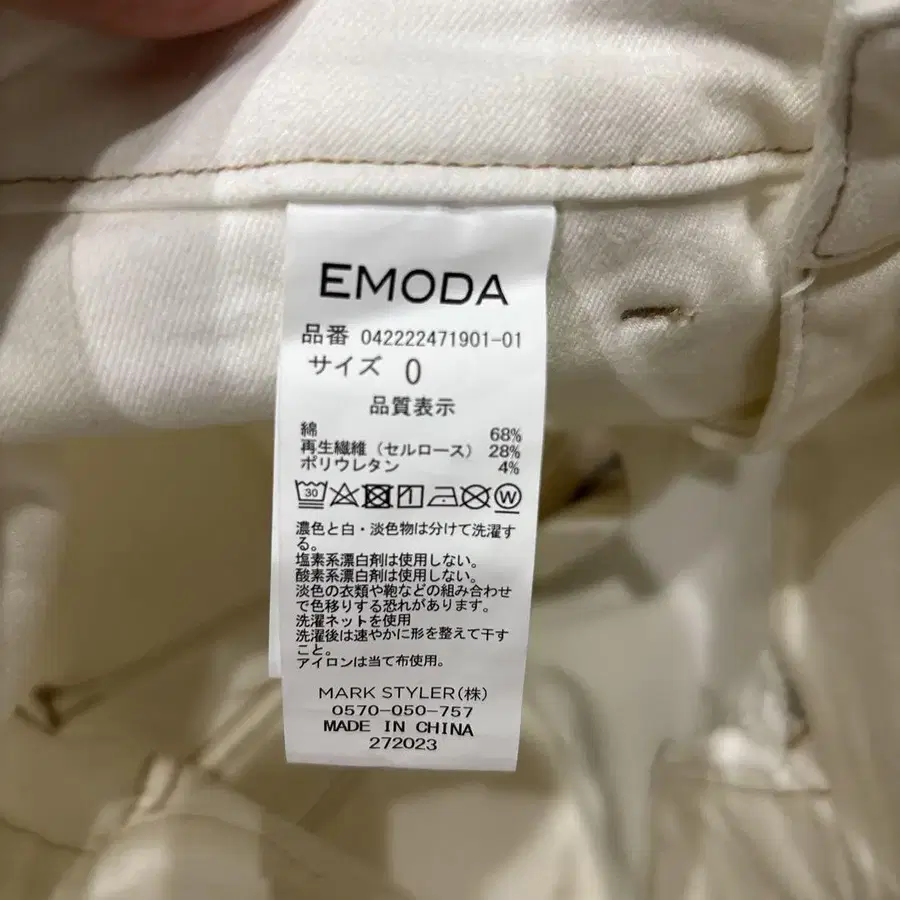 EMODA
品番 042222471901-01
サイズ 0
品質表示
綿 68%
再生繊維(セルロース) 28%
ポリウレタン 4%
30 W
濃色と白・淡色物は分けて洗濯す
る。
塩素系漂白剤は使用しない。
酸素系漂白剤は使用しない。
淡色の衣類や鞄などの組み合わせ
で色移りする恐れがあります。
洗濯ネットを使用
洗濯後は速やかに形を整えて干す
こと。
アイロンは当て布使用。
MARK STYLER(株)
0570-050-757
MADE IN CHINA
272023